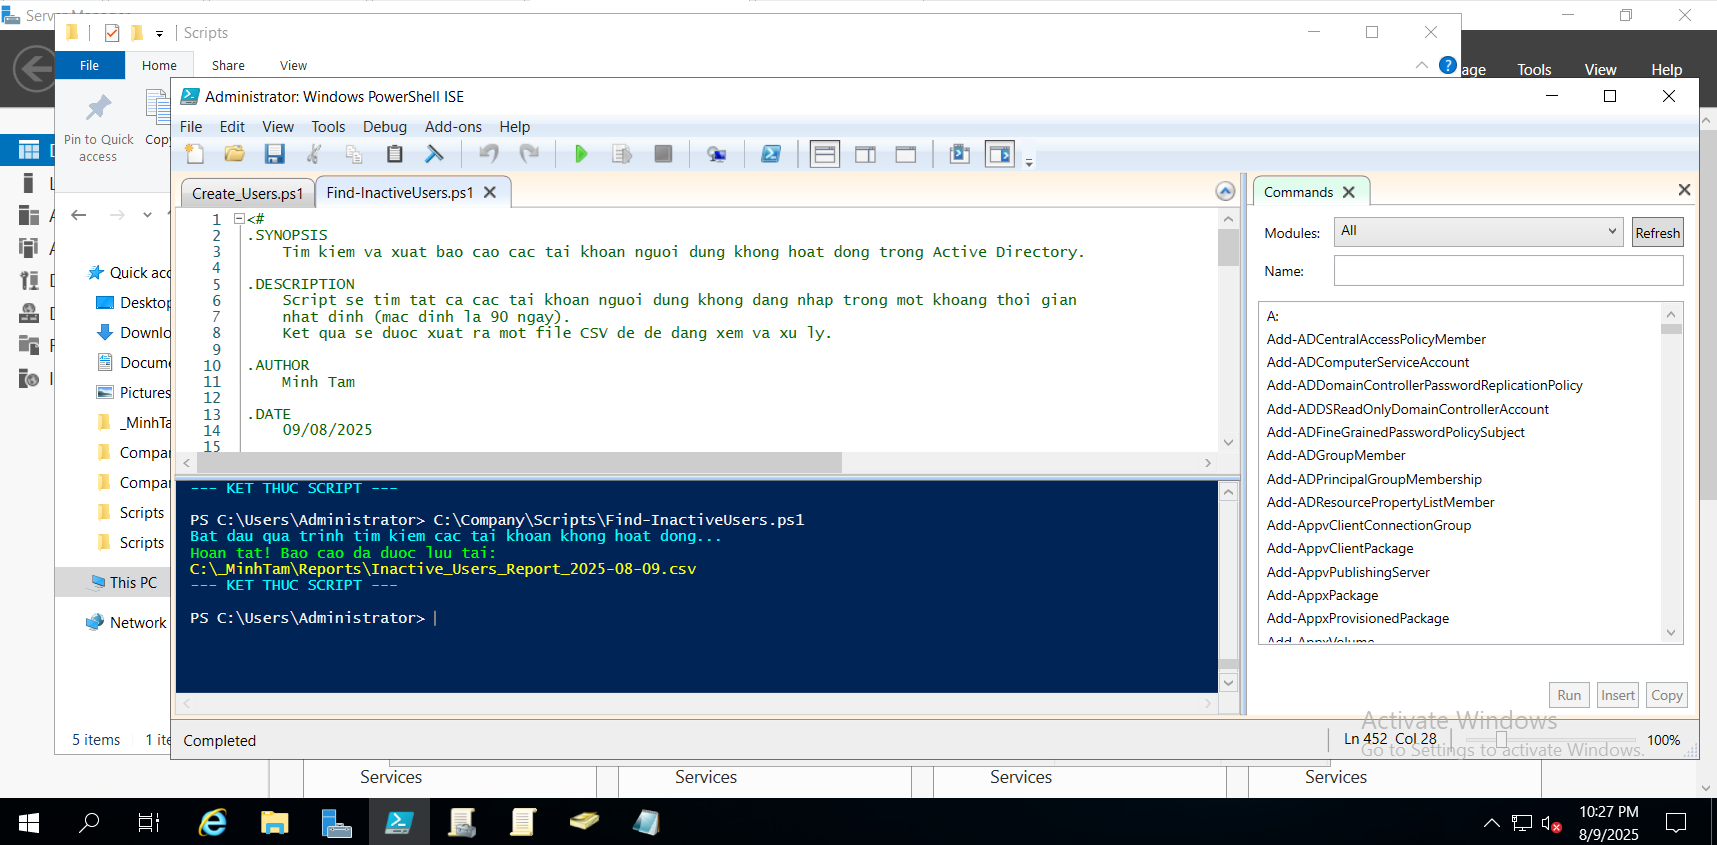 Server Manager
Scripts
File
Home
Share
View
age
Tools
View
Help
Pin to Quick
access
Copy
Administrator: Windows PowerShell ISE
File Edit View Tools Debug Add-ons Help
Create_Users.ps1
Find-InactiveUsers.ps1
1 <#
2 .SYNOPSIS
3 Tim kiem va xuat bao cao cac tai khoan nguoi dung khong hoat dong trong Active Directory.
4
5 .DESCRIPTION
6 Script se tim tat ca cac tai khoan nguoi dung khong dang nhap trong mot khoang thoi gian
7 nhat dinh (mac dinh la 90 ngay).
8 Ket qua se duoc xuat ra mot file CSV de de dang xem va xu ly.
9
10 .AUTHOR
11 Minh Tam
12
13 .DATE
14 09/08/2025
15
--- KET THUC SCRIPT ---
PS C:\Users\Administrator> C:\Company\Scripts\Find-InactiveUsers.ps1
Bat dau qua trinh tim kiem cac tai khoan khong hoat dong...
Hoan tat! Bao cao da duoc luu tai:
C:\_MinhTam\Reports\Inactive_Users_Report_2025-08-09.csv
--- KET THUC SCRIPT ---
PS C:\Users\Administrator>
Completed
Ln 452 Col 28
100%
Commands
Modules: All
Refresh
Name:
A:
Add-ADCentralAccessPolicyMember
Add-ADComputerServiceAccount
Add-ADDomainControllerPasswordReplicationPolicy
Add-ADDSReadOnlyDomainControllerAccount
Add-ADFineGrainedPasswordPolicySubject
Add-ADGroupMember
Add-ADPrincipalGroupMembership
Add-ADResourcePropertyListMember
Add-AppvClientConnectionGroup
Add-AppvClientPackage
Add-AppvPublishingServer
Add-AppxPackage
Add-AppxProvisionedPackage
Add-AppxVolume
Run
Insert
Copy
Activate Windows
Go to Settings to activate Windows.
Quick acc
Desktop
Downlo
Docume
Pictures
_MinhTa
Compa
Compa
Scripts
Scripts
This PC
Network
5 items
1 ite
Services
Services
Services
Services
10:27 PM
8/9/2025